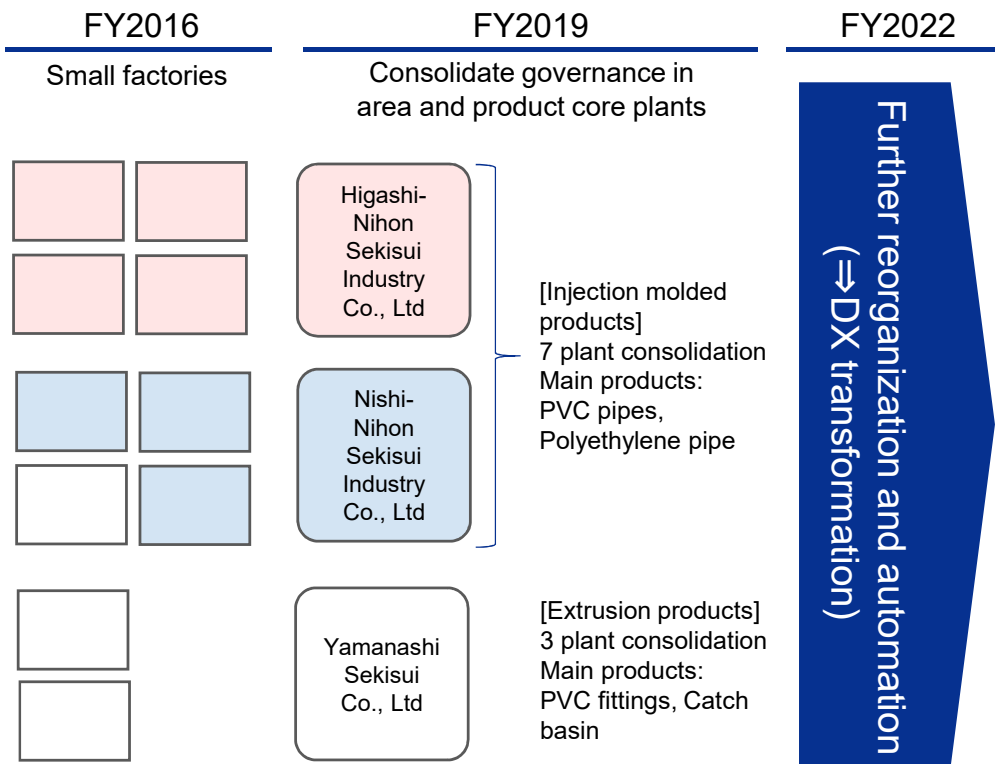 FY2016
FY2019
FY2022
Small factories
Consolidate governance in
area and product core plants
Higashi-
Nihon
Sekisui
Industry
Co., Ltd
Nishi-
Nihon
Sekisui
Industry
Co., Ltd
[Injection molded
products]
7 plant consolidation
Main products:
PVC pipes,
Polyethylene pipe
Yamanashi
Sekisui
Co., Ltd
[Extrusion products]
3 plant consolidation
Main products:
PVC fittings, Catch
basin
Further reorganization and automation
(⇒DX transformation)